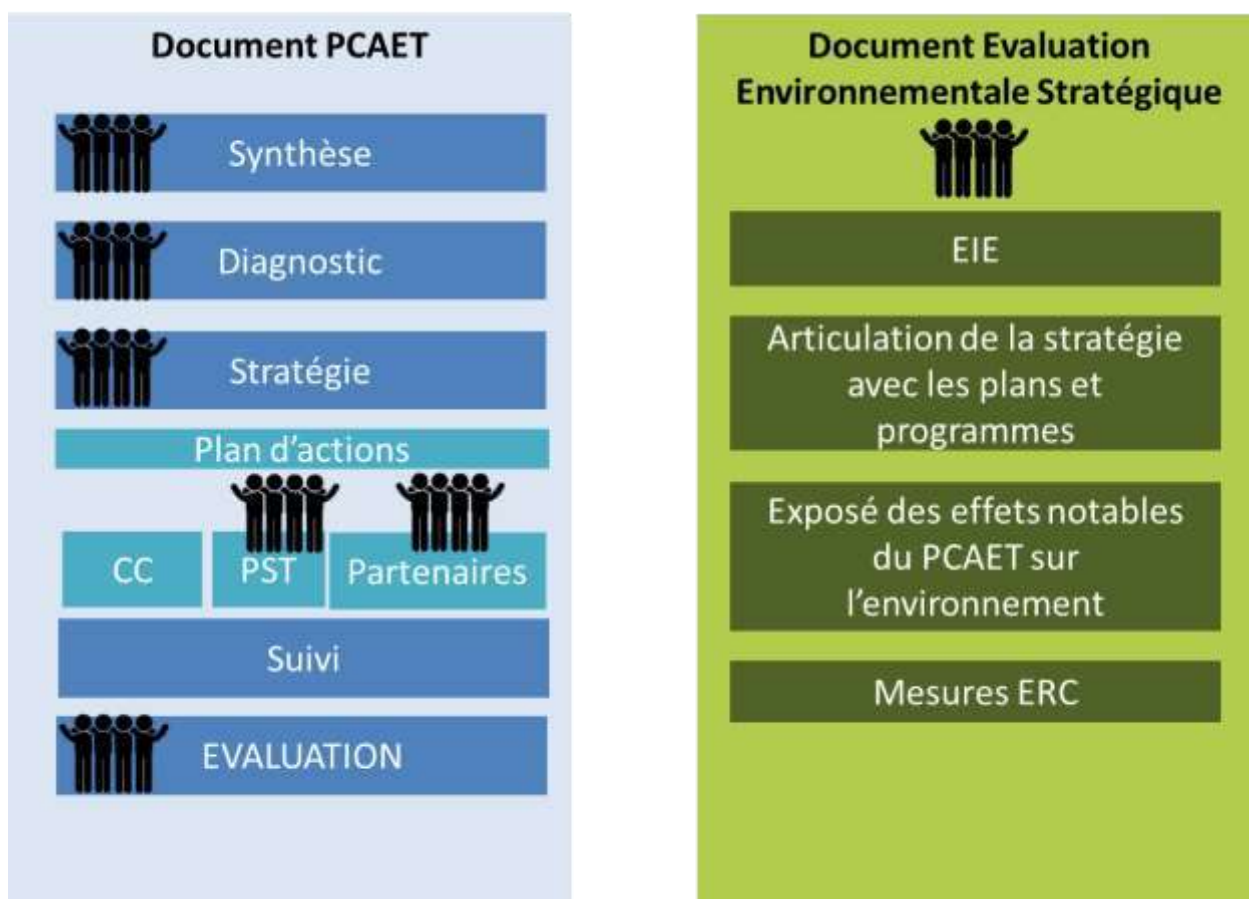 Document PCAET
Synthèse
Diagnostic
Stratégie
Plan d’actions
CC
PST
Partenaires
Suivi
EVALUATION
Document Evaluation
Environnementale Stratégique
EIE
Articulation de la stratégie
avec les plans et
programmes
Exposé des effets notables
du PCAET sur
l’environnement
Mesures ERC